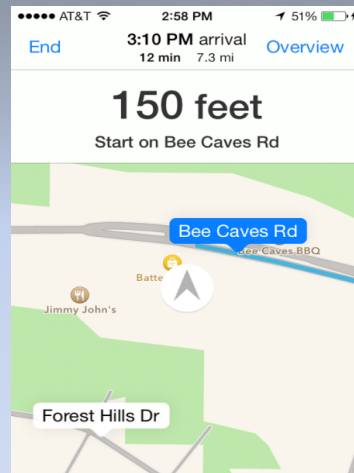 AT&T 2:58 PM 51%
End 3:10 PM arrival Overview
12 min 7.3 mi
150 feet
Start on Bee Caves Rd
Bee Caves Rd
Bee Caves BBQ
Batte
Jimmy John's
Forest Hills Dr